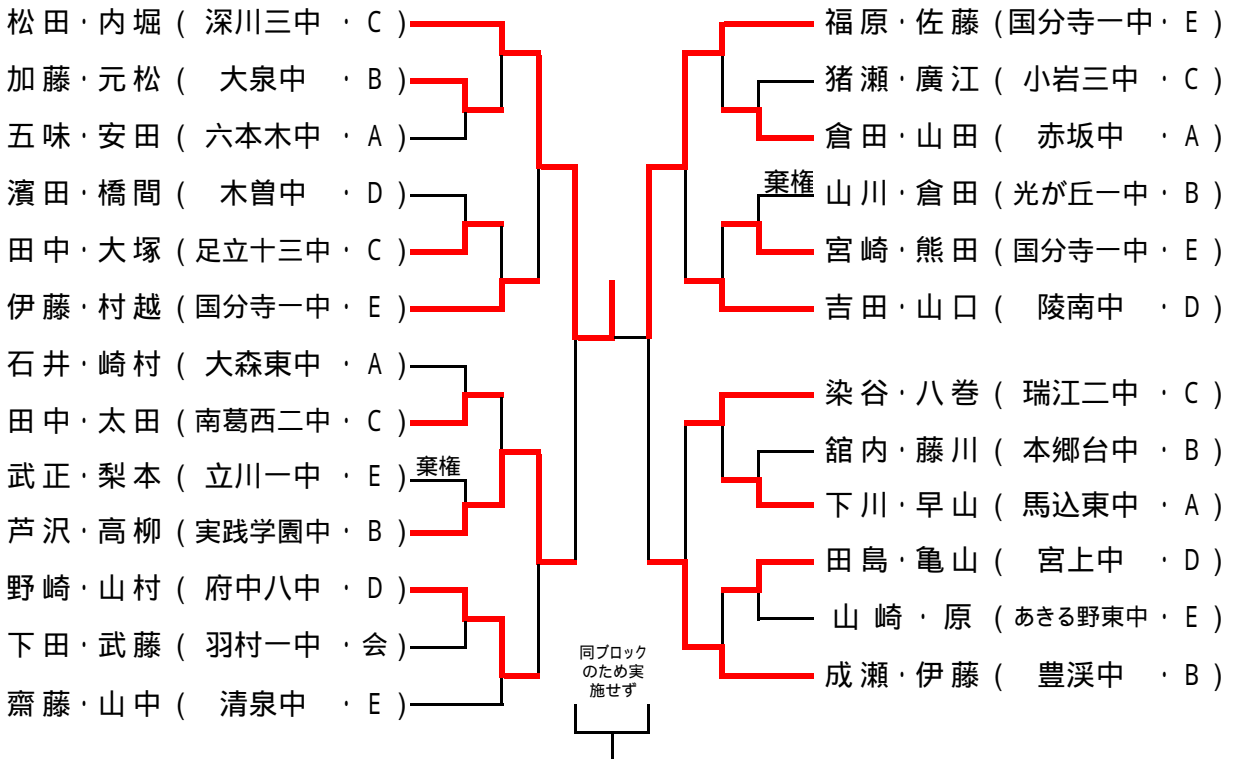 松田・内堀 ( 深川三中 ・ C )
加藤・元松 ( 大泉中 ・ B )
五味・安田 ( 六本木中 ・ A )
濱田・橋間 ( 木曽中 ・ D )
田中・大塚 ( 足立十三中 ・ C )
伊藤・村越 ( 国分寺一中 ・ E )
石井・崎村 ( 大森東中 ・ A )
田中・太田 ( 南葛西二中 ・ C )
武正・梨本 ( 立川一中 ・ E ) 棄権
芦沢・高柳 ( 実践学園中 ・ B )
野崎・山村 ( 府中八中 ・ D )
下田・武藤 ( 羽村一中 ・ 会 )
齋藤・山中 ( 清泉中 ・ E )
同ブロック
のため実
施せず
福原・佐藤 ( 国分寺一中 ・ E )
猪瀬・廣江 ( 小岩三中 ・ C )
倉田・山田 ( 赤坂中 ・ A )
棄権 山川・倉田 ( 光が丘一中 ・ B )
宮崎・熊田 ( 国分寺一中 ・ E )
吉田・山口 ( 陵南中 ・ D )
染谷・八巻 ( 瑞江二中 ・ C )
舘内・藤川 ( 本郷台中 ・ B )
下川・早山 ( 馬込東中 ・ A )
田島・亀山 ( 宮上中 ・ D )
山崎・原 ( あきる野東中 ・ E )
成瀬・伊藤 ( 豊渓中 ・ B )